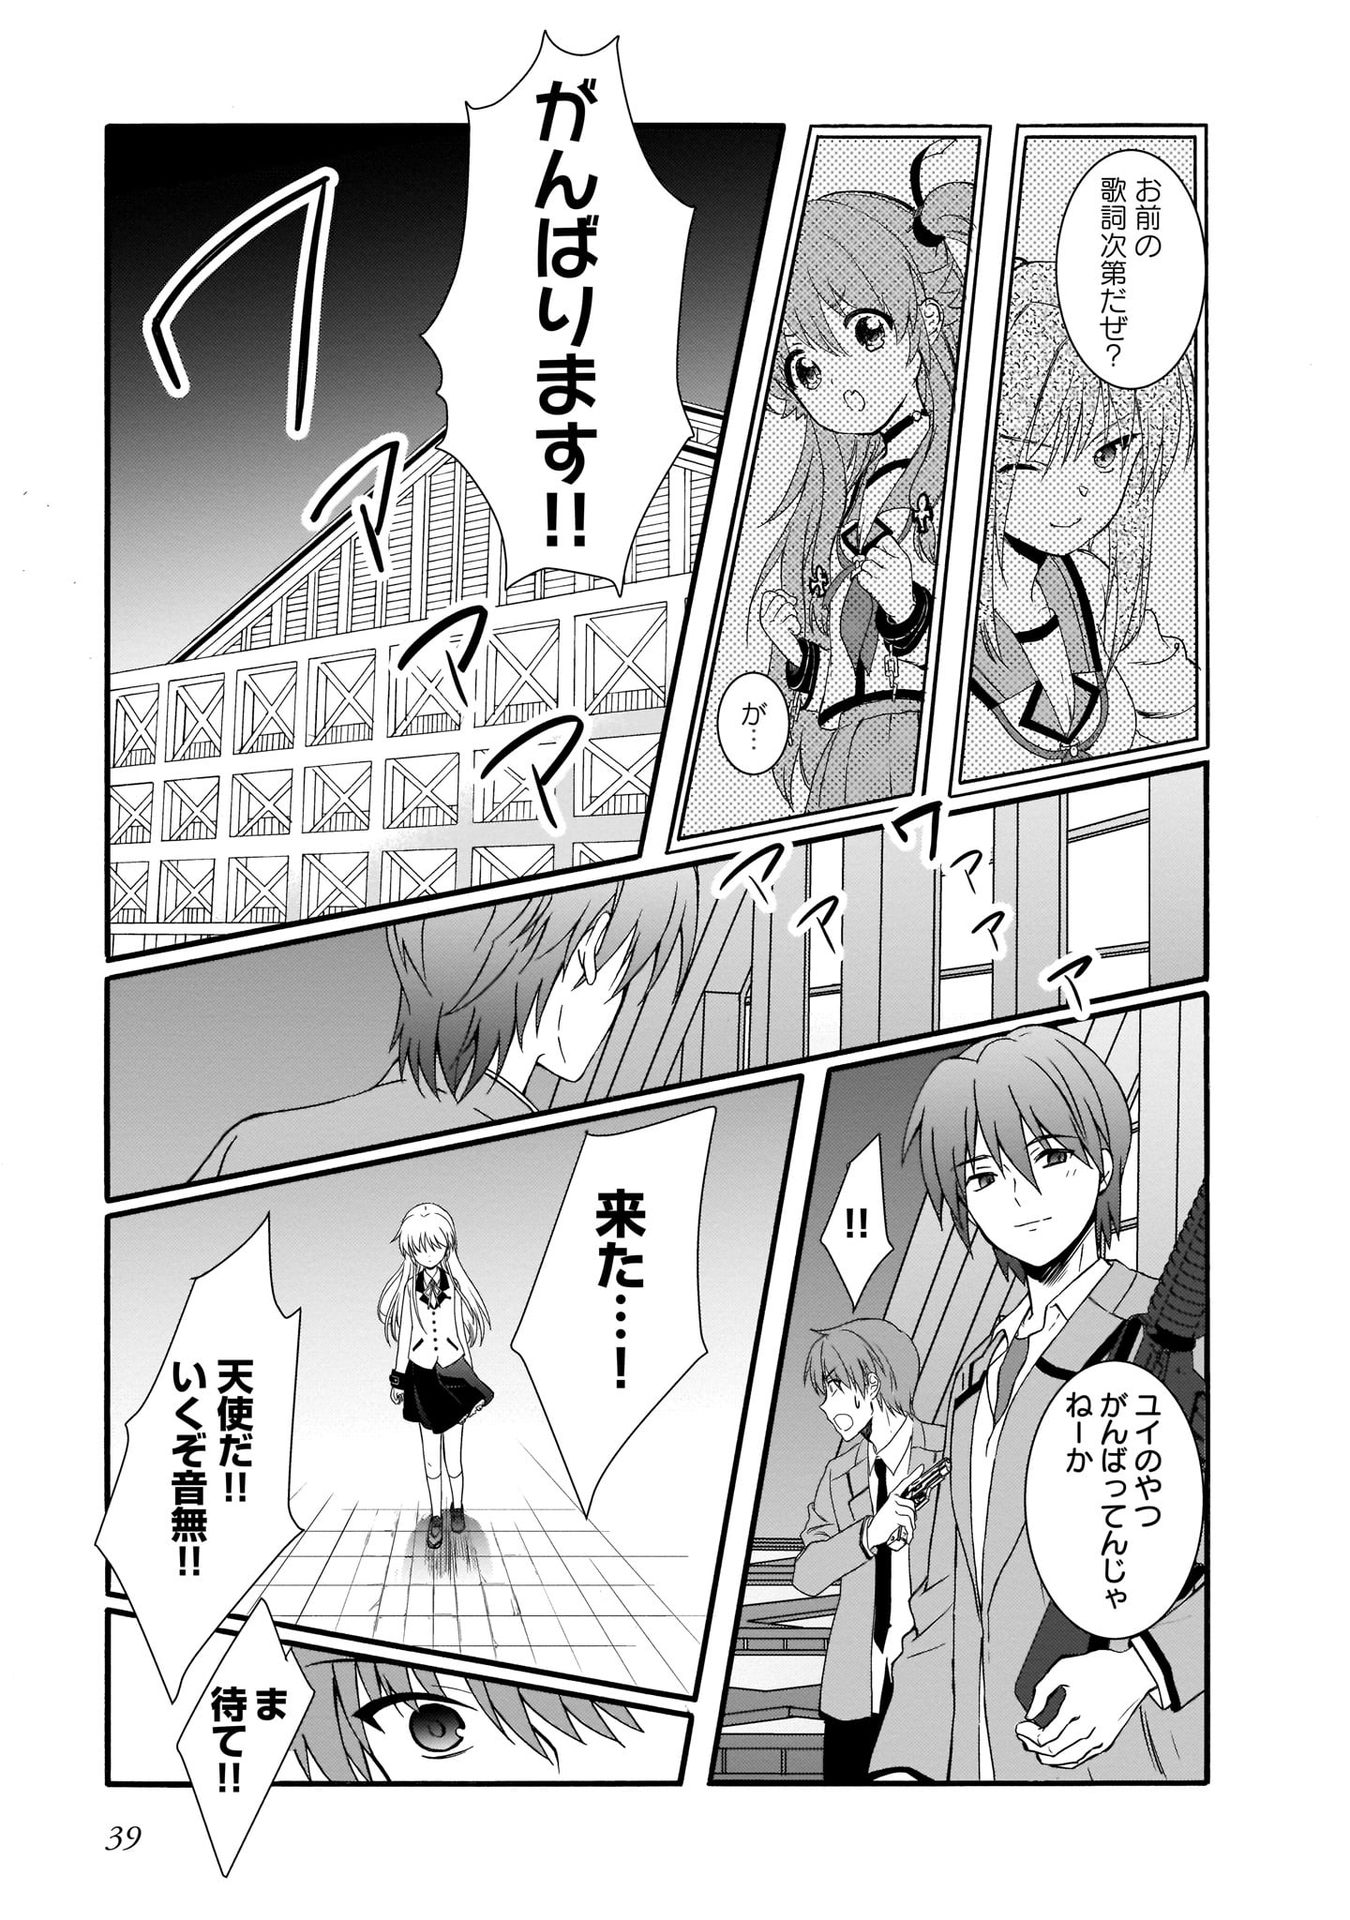 お前の
歌詞次第だぜ？
が…
がんばります!!
ワァァァ
ワァァァァァ
ユイのやつ
がんばってんじゃ
ねーか
!!
来た…!
天使だ!!
いくぞ音無!!
ま
待て!!
39